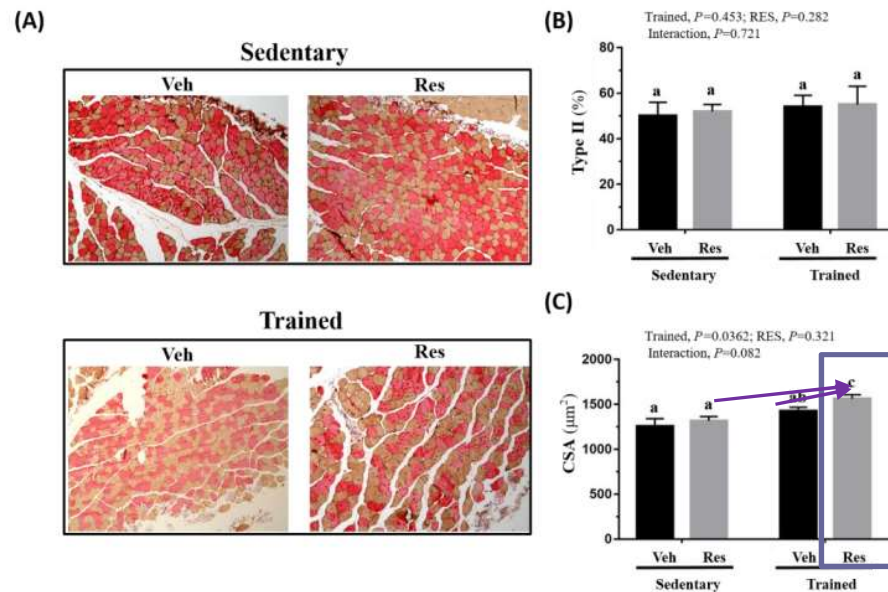 (A)
Sedentary
Veh
Res
Trained
Veh
Res
(B)
Trained, P=0.453; RES, P=0.282
Interaction, P=0.721
Type II (%)
80
60
40
20
0
a
a
a
a
Veh
Res
Veh
Res
Sedentary
Trained
(C)
Trained, P=0.0362; RES, P=0.321
Interaction, P=0.082
CSA (μm²)
2000
1500
1000
500
0
a
a
ab
c
Veh
Res
Veh
Res
Sedentary
Trained